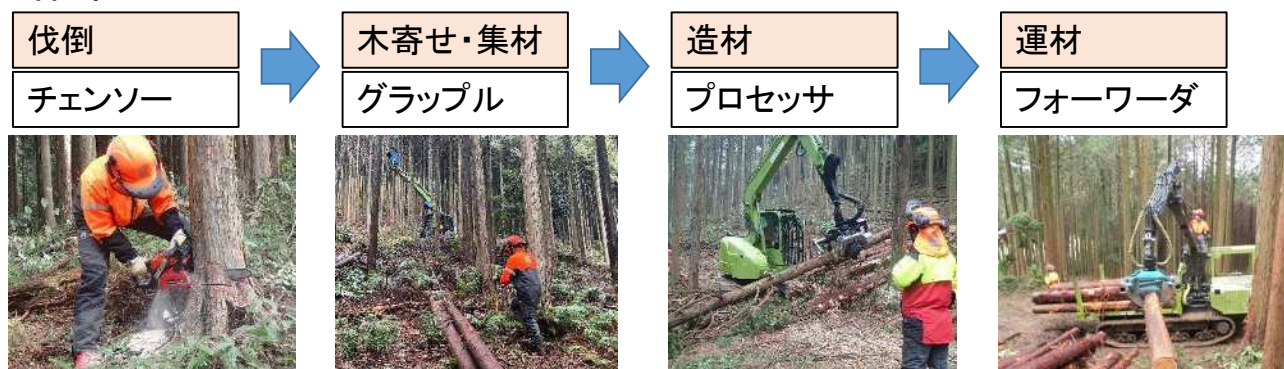 伐倒
チェンソー
木寄せ・集材
グラップル
造材
プロセッサ
運材
フォーワーダ